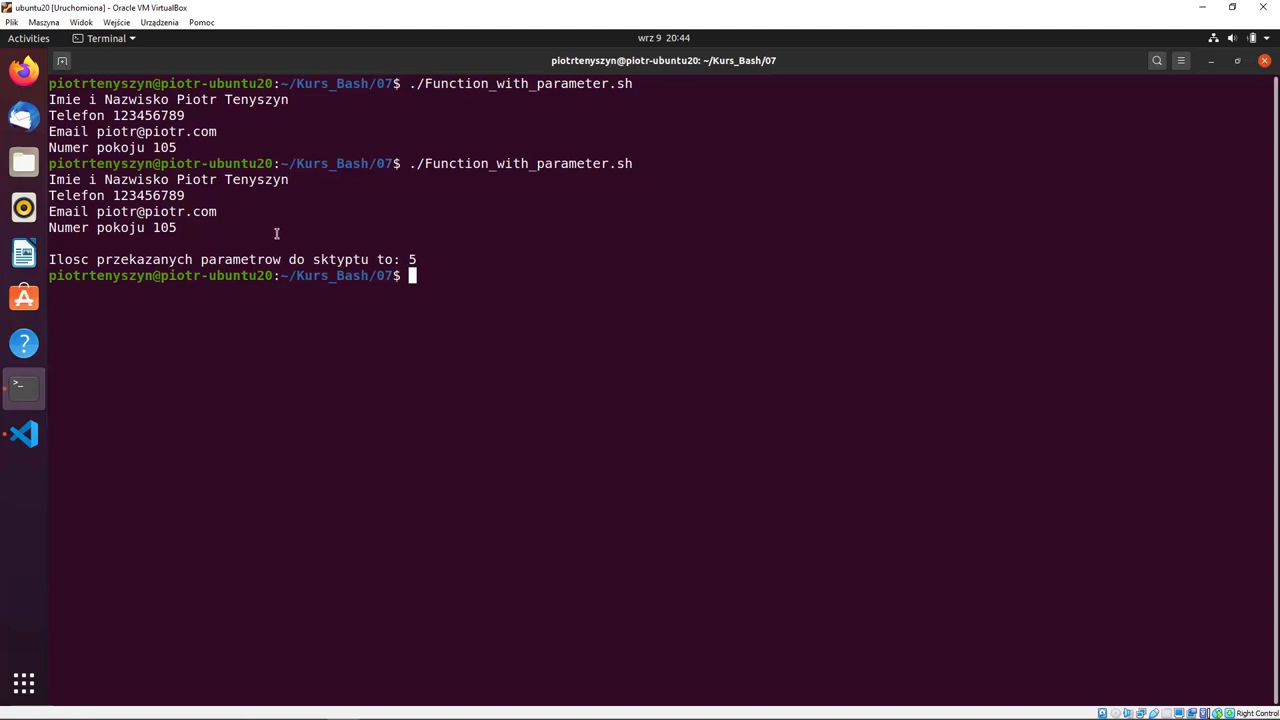 ubuntu20 [Uruchomiona] - Oracle VM VirtualBox
Plik Maszyna Widok Wejście Urządzenia Pomoc
Activities Terminal wrz 9 20:44
piotrtenyszyn@piotr-ubuntu20: ~/Kurs_Bash/07
piotrtenyszyn@piotr-ubuntu20:~/Kurs_Bash/07$ ./Function_with_parameter.sh
Imie i Nazwisko Piotr Tenyszyn
Telefon 123456789
Email piotr@piotr.com
Numer pokoju 105
piotrtenyszyn@piotr-ubuntu20:~/Kurs_Bash/07$ ./Function_with_parameter.sh
Imie i Nazwisko Piotr Tenyszyn
Telefon 123456789
Email piotr@piotr.com
Numer pokoju 105
Ilosc przekazanych parametrow do sktyptu to: 5
piotrtenyszyn@piotr-ubuntu20:~/Kurs_Bash/07$
Right Control